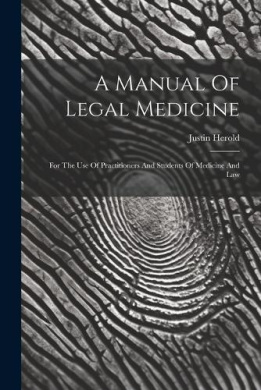 A Manual Of
Legal Medicine
Justin Herold
For The Use Of Practitioners And Students Of Medicine And
Law